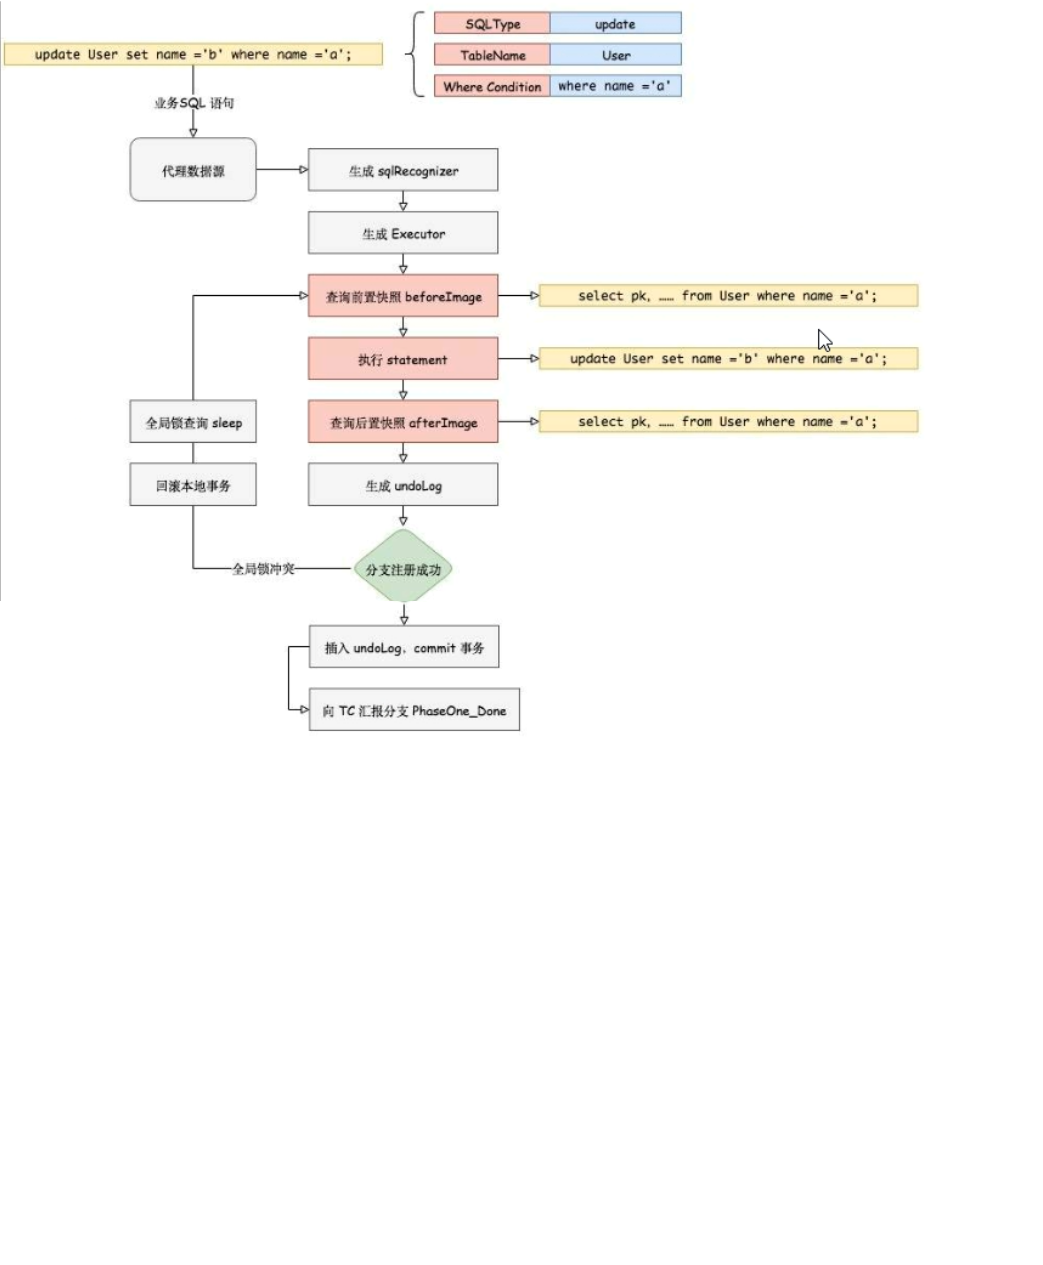 SQLType update
update User set name ='b' where name ='a';
TableName User
Where Condition where name ='a'
业务SQL 语句
代理数据源
生成 sqlRecognizer
生成 Executor
查询前置快照 beforeImage
select pk, …… from User where name ='a';
执行 statement
update User set name ='b' where name ='a';
全局锁查询 sleep
查询后置快照 afterImage
select pk, …… from User where name ='a';
回滚本地事务
生成 undoLog
全局锁冲突
分支注册成功
插入 undoLog、commit 事务
向 TC 汇报分支 PhaseOne_Done